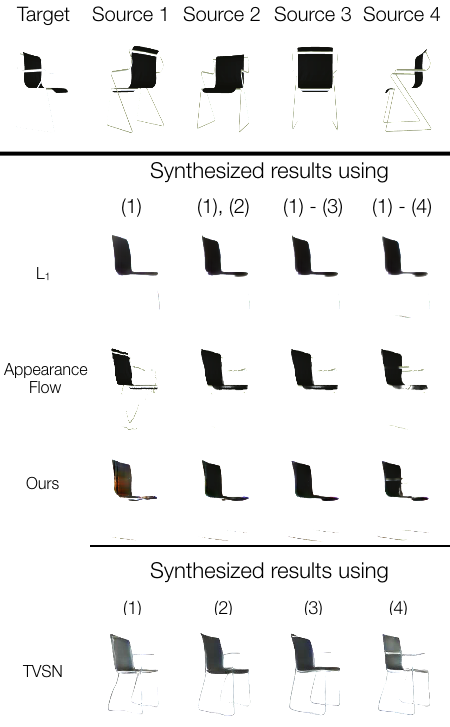 Target Source 1 Source 2 Source 3 Source 4
Synthesized results using
(1) (1), (2) (1) - (3) (1) - (4)
L₁
Appearance
Flow
Ours
Synthesized results using
(1) (2) (3) (4)
TVSN